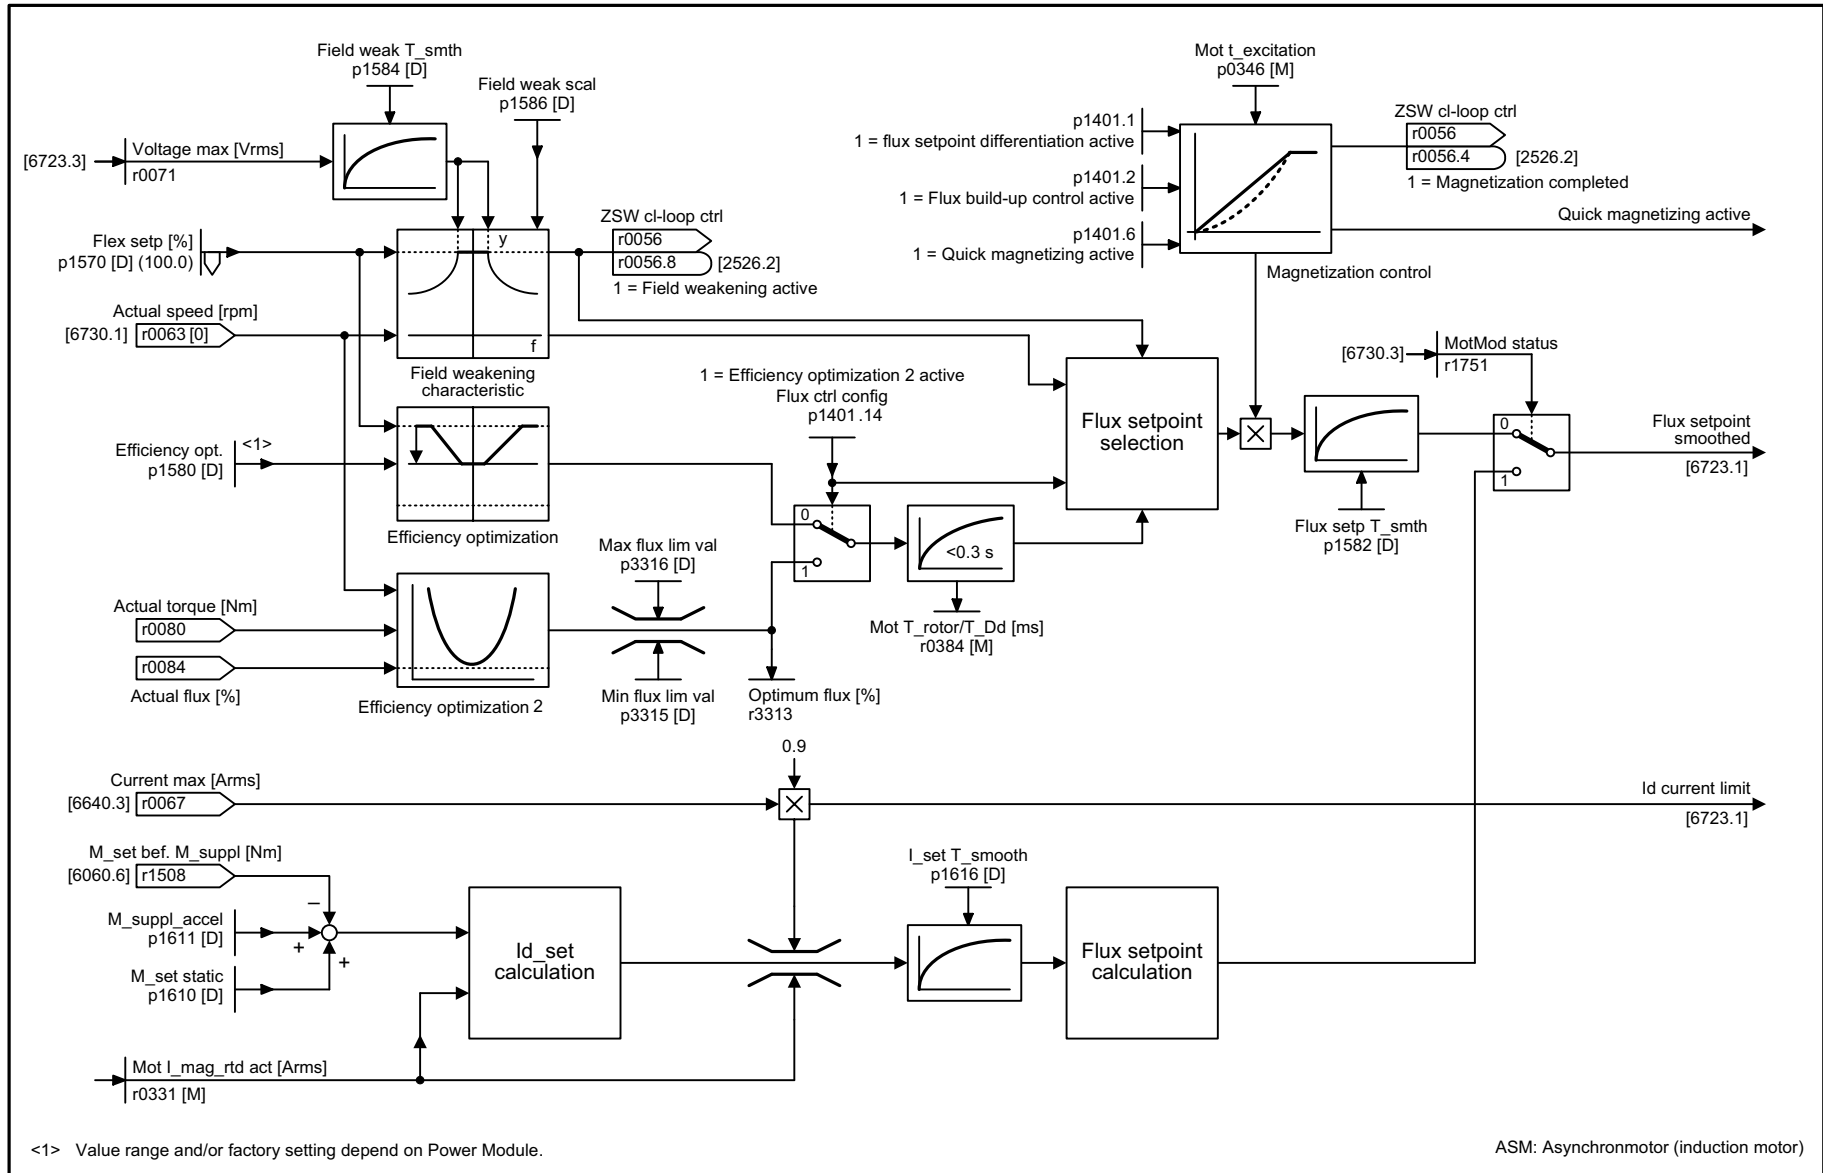 Field weak T_smth
p1584 [D]
Field weak scal
p1586 [D]
Mot t_excitation
p0346 [M]
[6723.3]
Voltage max [Vrms]
r0071
p1401.1
1 = flux setpoint differentiation active
p1401.2
1 = Flux build-up control active
p1401.6
1 = Quick magnetizing active
ZSW cl-loop ctrl
r0056
r0056.4
[2526.2]
1 = Magnetization completed
Quick magnetizing active
Magnetization control
Flex setp [%]
p1570 [D] (100.0)
y
f
ZSW cl-loop ctrl
r0056
r0056.8
[2526.2]
1 = Field weakening active
Actual speed [rpm]
[6730.1]
r0063 [0]
Field weakening
characteristic
1 = Efficiency optimization 2 active
Flux ctrl config
p1401 .14
Flux setpoint
selection
[6730.3]
MotMod status
r1751
0
1
Flux setpoint
smoothed
[6723.1]
Flux setp T_smth
p1582 [D]
Efficiency opt.
p1580 [D]
<1>
Efficiency optimization
0
1
<0.3 s
Mot T_rotor/T_Dd [ms]
r0384 [M]
Max flux lim val
p3316 [D]
Min flux lim val
p3315 [D]
Optimum flux [%]
r3313
Actual torque [Nm]
r0080
r0084
Actual flux [%]
Efficiency optimization 2
0.9
Current max [Arms]
[6640.3]
r0067
Id current limit
[6723.1]
M_set bef. M_suppl [Nm]
[6060.6]
r1508
–
M_suppl_accel
p1611 [D]
+
M_set static
p1610 [D]
+
Id_set
calculation
I_set T_smooth
p1616 [D]
Flux setpoint
calculation
Mot I_mag_rtd act [Arms]
r0331 [M]
<1> Value range and/or factory setting depend on Power Module.
ASM: Asynchronmotor (induction motor)